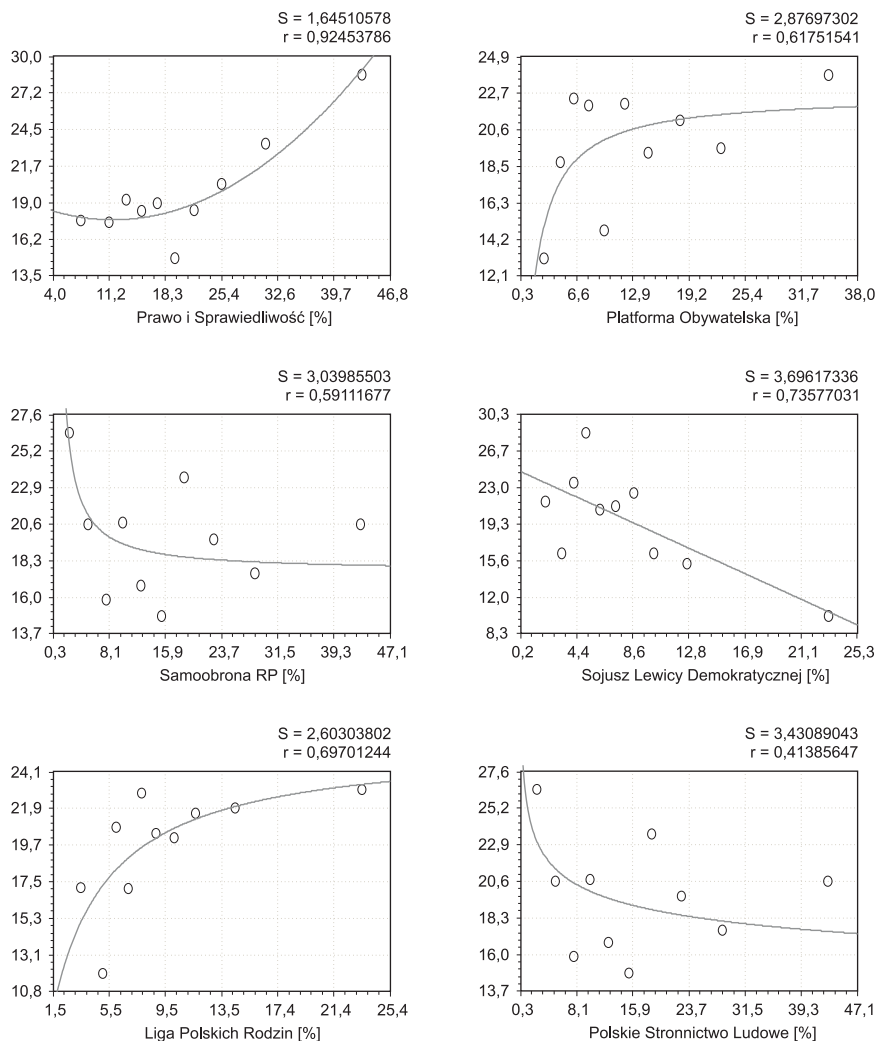 S = 1,64510578
r = 0,92453786
30,0
27,2
24,5
21,7
19,0
16,2
13,5
4,0 11,2 18,3 25,4 32,6 39,7 46,8
Prawo i Sprawiedliwość [%]
S = 2,87697302
r = 0,61751541
24,9
22,7
20,6
18,5
16,3
14,2
12,1
0,3 6,6 12,9 19,2 25,4 31,7 38,0
Platforma Obywatelska [%]
S = 3,03985503
r = 0,59111677
27,6
25,2
22,9
20,6
18,3
16,0
13,7
0,3 8,1 15,9 23,7 31,5 39,3 47,1
Samoobrona RP [%]
S = 3,69617336
r = 0,73577031
30,3
26,7
23,0
19,3
15,6
12,0
8,3
0,2 4,4 8,6 12,8 16,9 21,1 25,3
Sojusz Lewicy Demokratycznej [%]
S = 2,60303802
r = 0,69701244
24,1
21,9
19,7
17,5
15,3
13,1
10,8
1,5 5,5 9,5 13,5 17,4 21,4 25,4
Liga Polskich Rodzin [%]
S = 3,43089043
r = 0,41385647
27,6
25,2
22,9
20,6
18,3
16,0
13,7
0,3 8,1 15,9 23,7 31,5 39,3 47,1
Polskie Stronnictwo Ludowe [%]